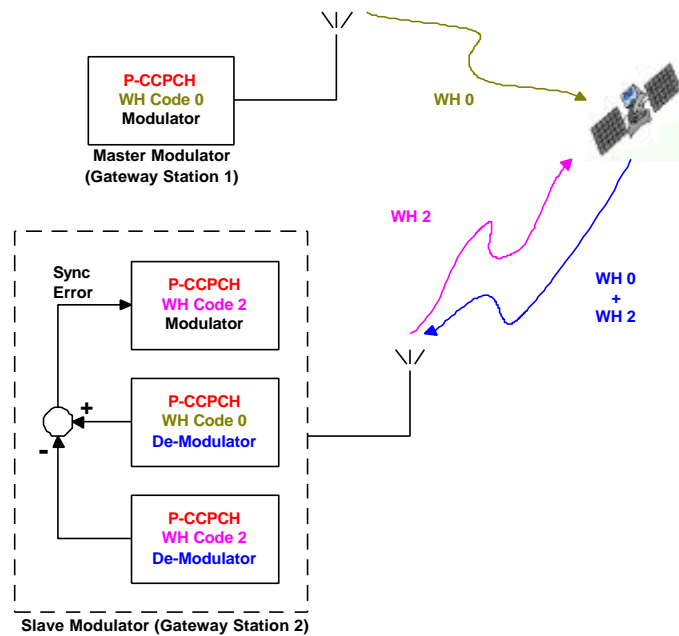 P-CCPCH
WH Code 0
Modulator
Master Modulator
(Gateway Station 1)
WH 0
WH 2
WH 0
+
WH 2
Sync
Error
P-CCPCH
WH Code 2
Modulator
+
P-CCPCH
WH Code 0
De-Modulator
-
P-CCPCH
WH Code 2
De-Modulator
Slave Modulator (Gateway Station 2)